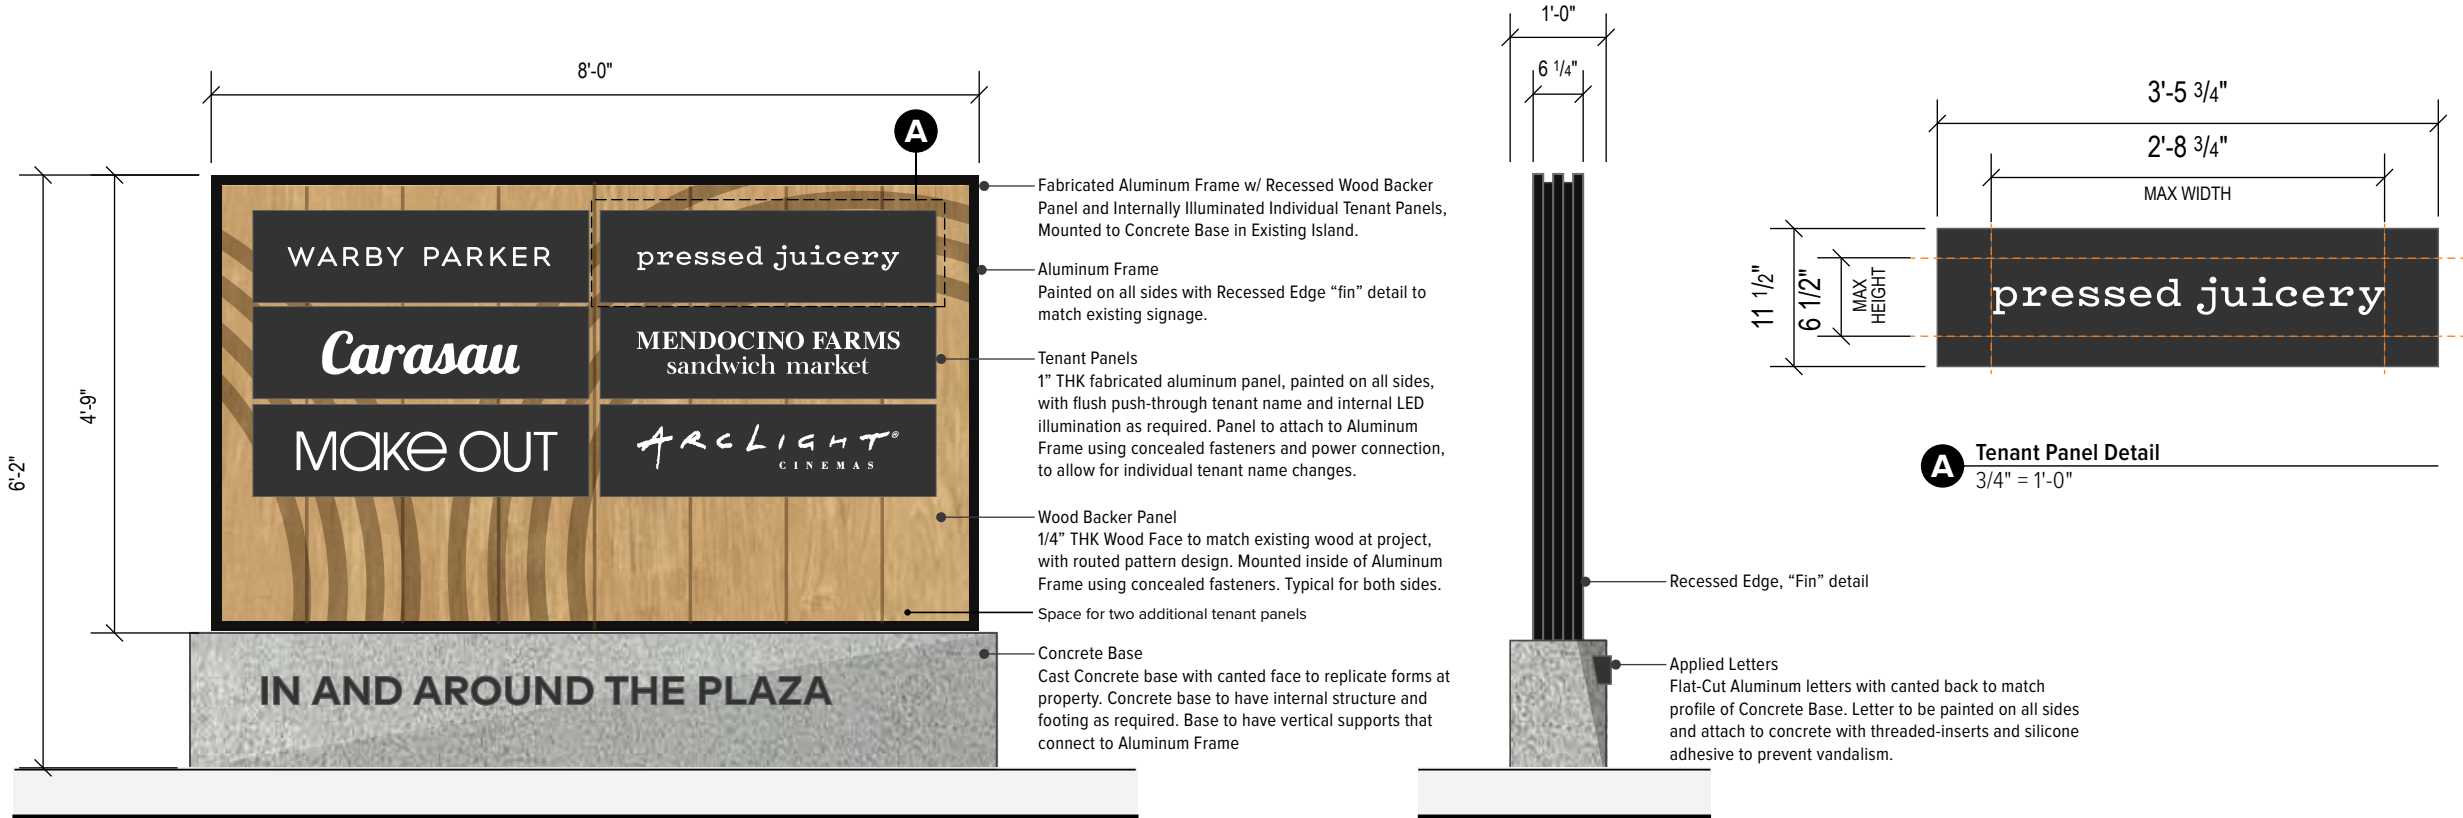 8'-0"
A
6'-2"
4'-9"
WARBY PARKER
pressed juicery
Carasau
MENDOCINO FARMS
sandwich market
MAKe OUT
ARCLIGHT®
CINEMAS
IN AND AROUND THE PLAZA
Fabricated Aluminum Frame w/ Recessed Wood Backer
Panel and Internally Illuminated Individual Tenant Panels,
Mounted to Concrete Base in Existing Island.
Aluminum Frame
Painted on all sides with Recessed Edge “fin” detail to
match existing signage.
Tenant Panels
1” THK fabricated aluminum panel, painted on all sides,
with flush push-through tenant name and internal LED
illumination as required. Panel to attach to Aluminum
Frame using concealed fasteners and power connection,
to allow for individual tenant name changes.
Wood Backer Panel
1/4” THK Wood Face to match existing wood at project,
with routed pattern design. Mounted inside of Aluminum
Frame using concealed fasteners. Typical for both sides.
Space for two additional tenant panels
Concrete Base
Cast Concrete base with canted face to replicate forms at
property. Concrete base to have internal structure and
footing as required. Base to have vertical supports that
connect to Aluminum Frame
1'-0"
6 1/4"
Recessed Edge, “Fin” detail
Applied Letters
Flat-Cut Aluminum letters with canted back to match
profile of Concrete Base. Letter to be painted on all sides
and attach to concrete with threaded-inserts and silicone
adhesive to prevent vandalism.
3'-5 3/4"
2'-8 3/4"
MAX WIDTH
11 1/2"
6 1/2"
MAX
HEIGHT
pressed juicery
A
Tenant Panel Detail
3/4" = 1'-0"